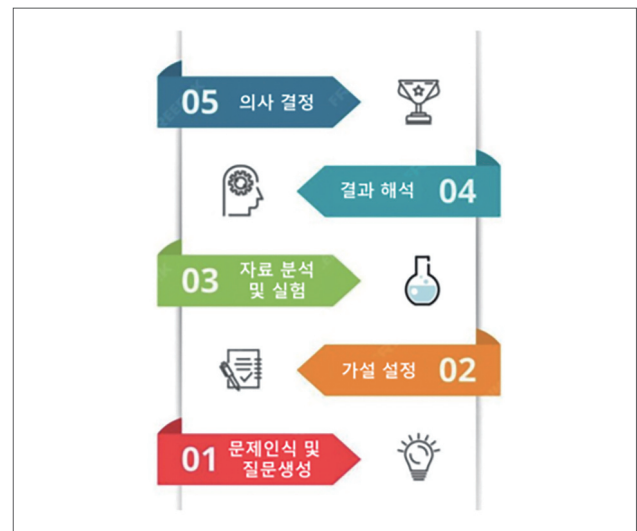 05 의사 결정
결과 해석 04
03 자료 분석
및 실험
가설 설정 02
01 문제인식 및
질문생성